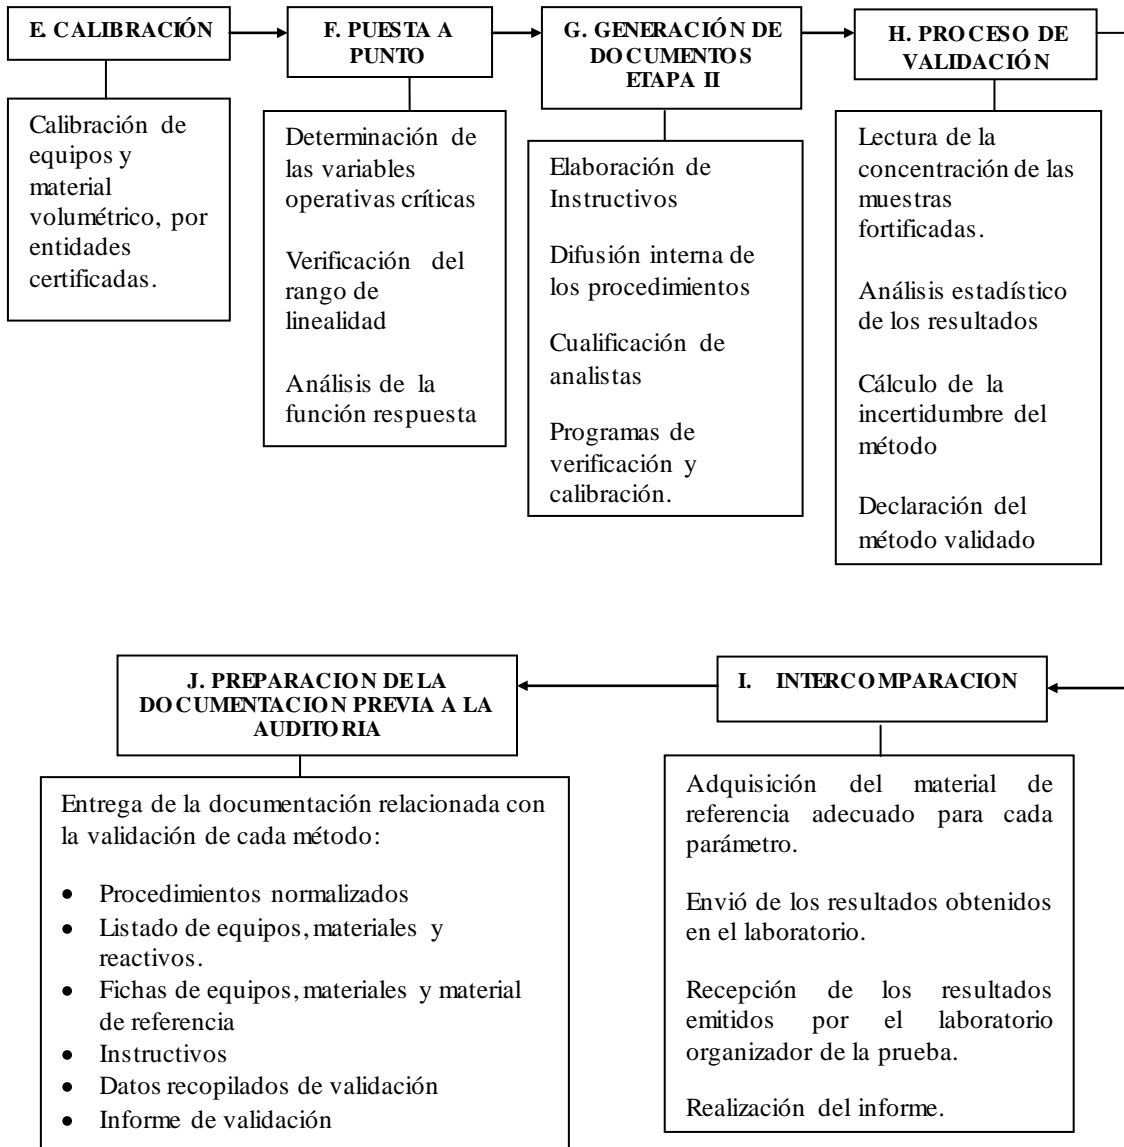 E. CALIBRACIÓN
Calibración de
equipos y
material
volumétrico, por
entidades
certificadas.
F. PUESTA A
PUNTO
Determinación de
las variables
operativas críticas
Verificación del
rango de
linealidad
Análisis de la
función respuesta
G. GENERACIÓN DE
DOCUMENTOS
ETAPA II
Elaboración de
Instructivos
Difusión interna de
los procedimientos
Cualificación de
analistas
Programas de
verificación y
calibración.
H. PROCESO DE
VALIDACIÓN
Lectura de la
concentración de las
muestras
fortificadas.
Análisis estadístico
de los resultados
Cálculo de la
incertidumbre del
método
Declaración del
método validado
I. INTERCOMPARACION
Adquisición del material de
referencia adecuado para cada
parámetro.
Envió de los resultados obtenidos
en el laboratorio.
Recepción de los resultados
emitidos por el laboratorio
organizador de la prueba.
Realización del informe.
J. PREPARACION DE LA
DOCUMENTACION PREVIA A LA
AUDITORIA
Entrega de la documentación relacionada con
la validación de cada método:
• Procedimientos normalizados
• Listado de equipos, materiales y
reactivos.
• Fichas de equipos, materiales y material
de referencia
• Instructivos
• Datos recopilados de validación
• Informe de validación